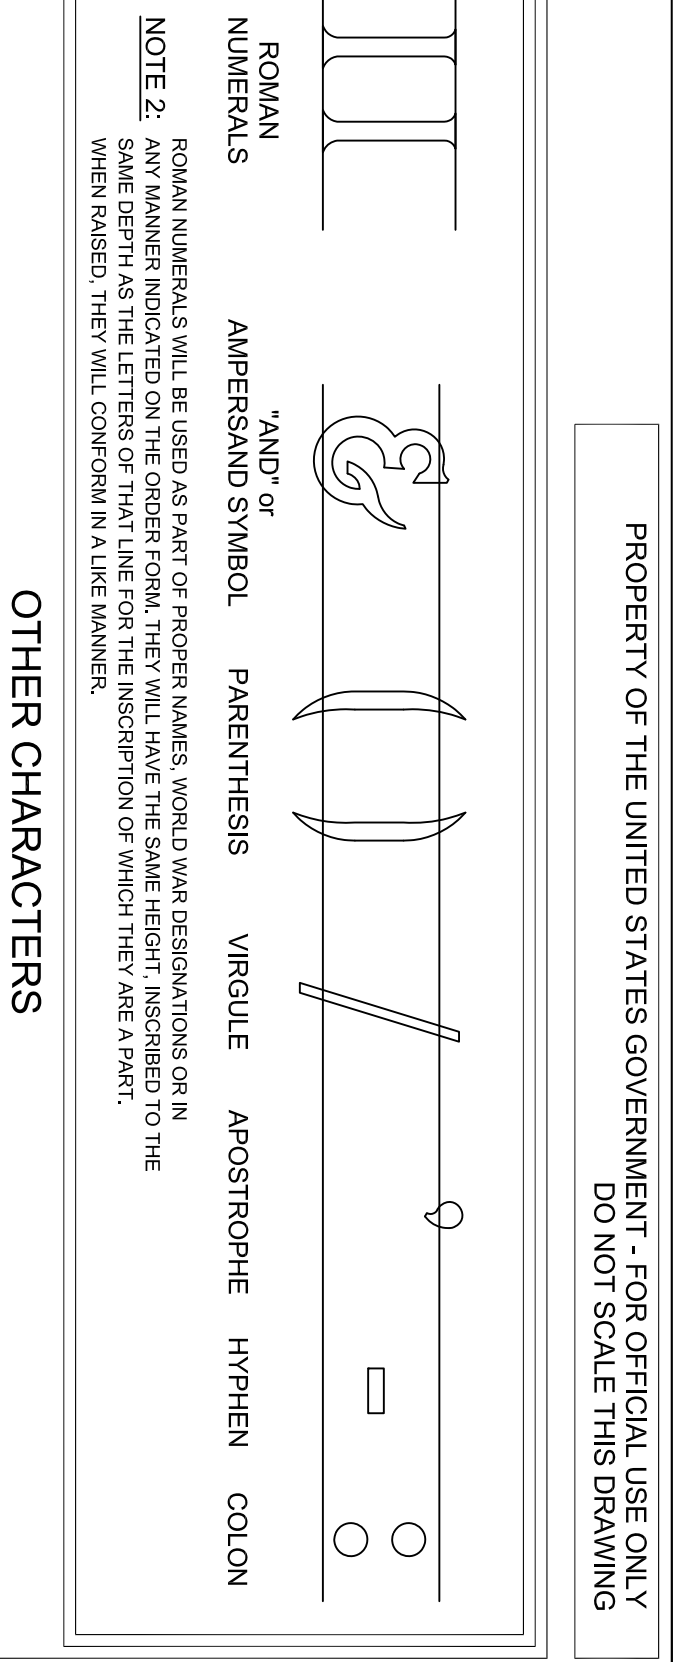 PROPERTY OF THE UNITED STATES GOVERNMENT - FOR OFFICIAL USE ONLY
DO NOT SCALE THIS DRAWING
II
&
( )
/
’
-
:
ROMAN
NUMERALS
"AND" or
AMPERSAND SYMBOL
PARENTHESIS
VIRGULE
APOSTROPHE
HYPHEN
COLON
NOTE 2:
ROMAN NUMERALS WILL BE USED AS PART OF PROPER NAMES, WORLD WAR DESIGNATIONS OR IN
ANY MANNER INDICATED ON THE ORDER FORM. THEY WILL HAVE THE SAME HEIGHT, INSCRIBED TO THE
SAME DEPTH AS THE LETTERS OF THAT LINE FOR THE INSCRIPTION OF WHICH THEY ARE A PART.
WHEN RAISED, THEY WILL CONFORM IN A LIKE MANNER.
OTHER CHARACTERS